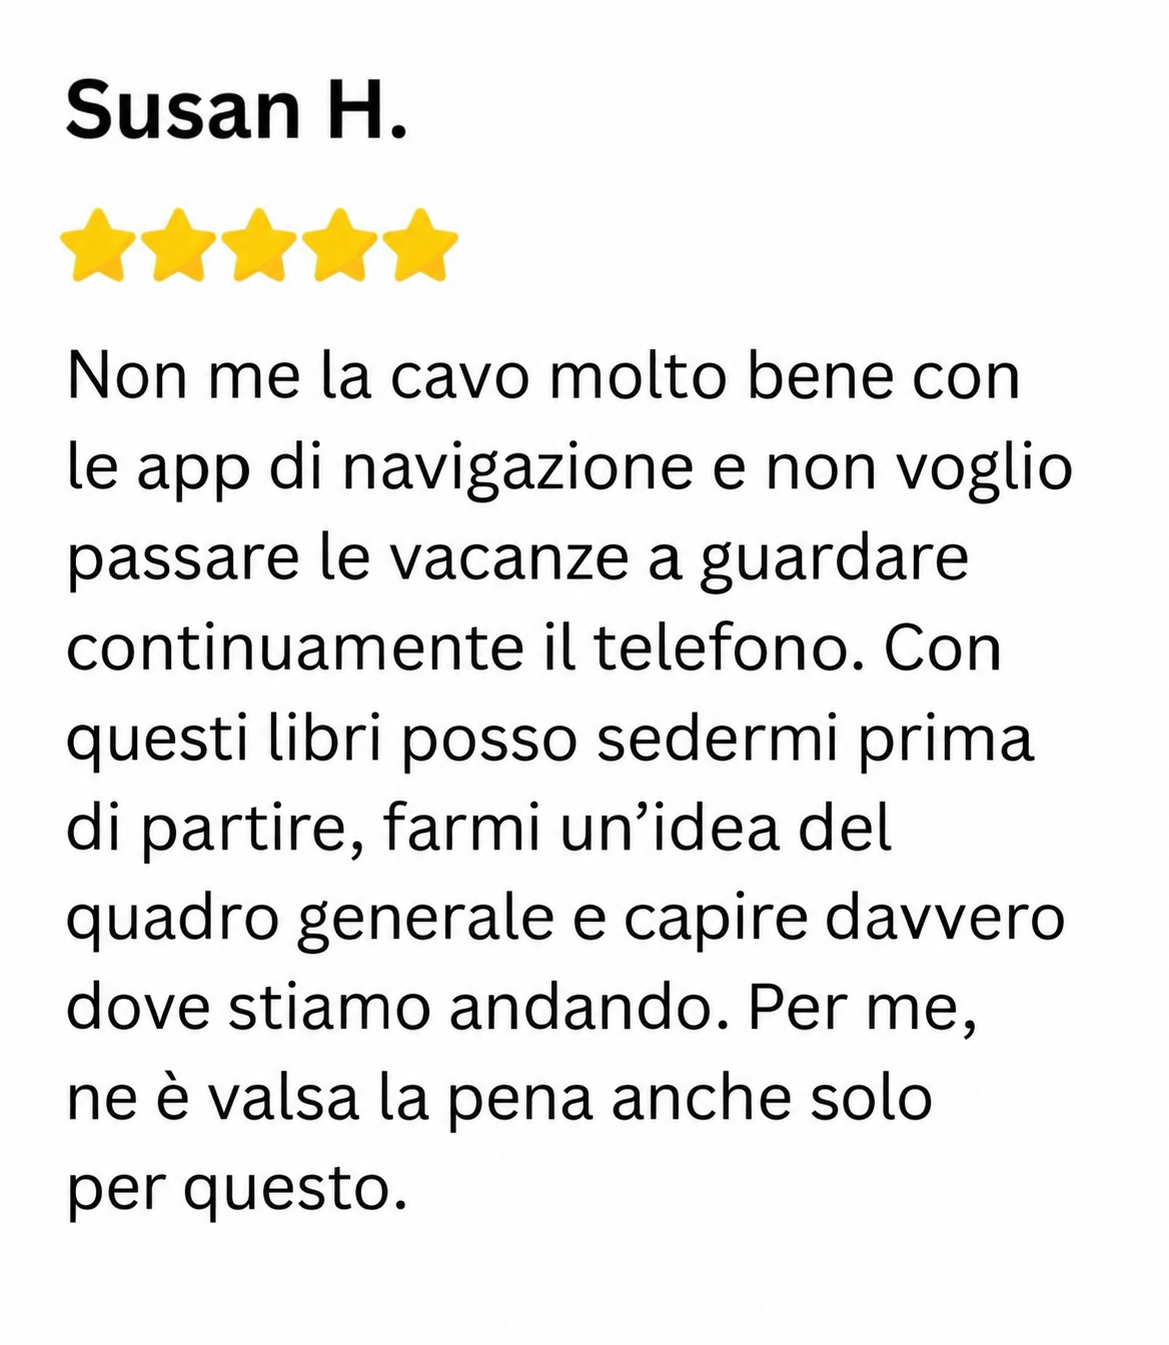 Susan H.
Non me la cavo molto bene con
le app di navigazione e non voglio
passare le vacanze a guardare
continuamente il telefono. Con
questi libri posso sedermi prima
di partire, farmi un’idea del
quadro generale e capire davvero
dove stiamo andando. Per me,
ne è valsa la pena anche solo
per questo.